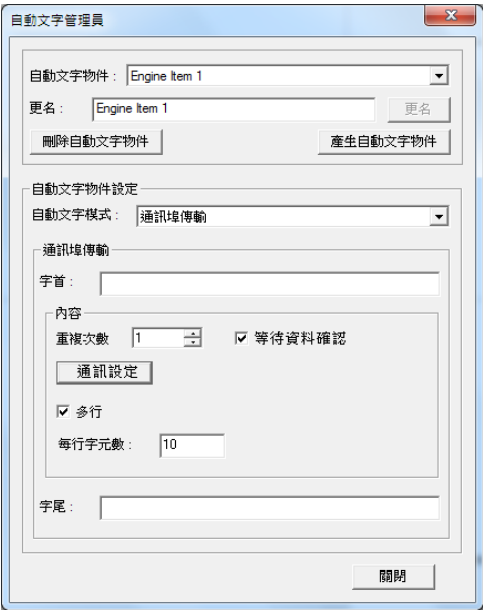 自動文字管理員
自動文字物件： Engine Item 1
更名： Engine Item 1 更名
刪除自動文字物件 產生自動文字物件
自動文字物件設定
自動文字模式： 通訊埠傳輸
通訊埠傳輸
字首：
內容
重複次數 1 等待資料確認
通訊設定
多行
每行字元數： 10
字尾：
關閉